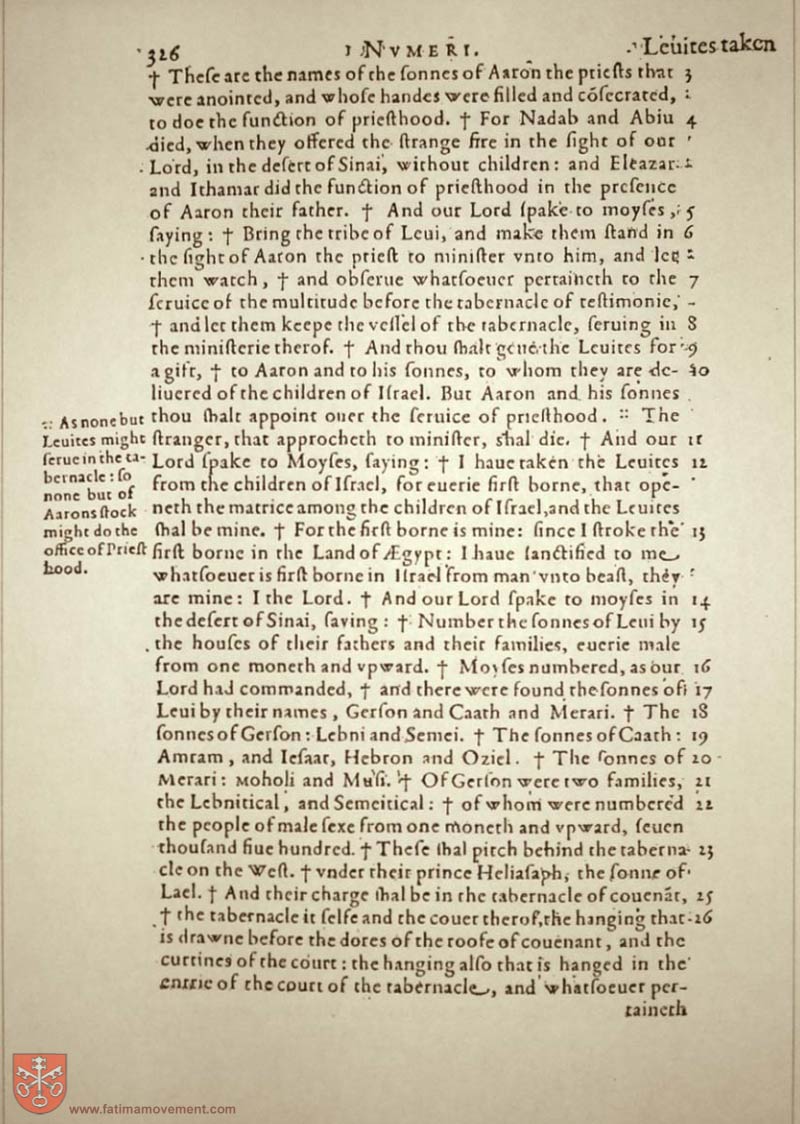 326 I NVMERI. Leuites taken
† Theſe are the names of the ſonnes of Aaron the prieſts that 3
were anointed, and whoſe handes were filled and cõſecrated,
to doe the function of prieſthood. † For Nadab and Abiu 4
died, when they offered the ſtrange fire in the ſight of our
Lord, in the deſert of Sinai, without children: and Eleazar
and Ithamar did the function of prieſthood in the preſence
of Aaron their father. † And our Lord ſpake to moyſes, 5
ſaying: † Bring the tribe of Leui, and make them ſtand in 6
the ſight of Aaron the prieſt to miniſter vnto him, and let
them watch, † and obſerue whatſoeuer pertaineth to the 7
ſeruice of the multitude before the tabernacle of teſtimonie,
† and let them keepe the veſſel of the tabernacle, ſeruing in 8
the miniſterie therof. † And thou ſhalt geue the Leuites for 9
a gift, † to Aaron and to his ſonnes, to whom they are de- 10
liuered of the children of Iſrael. But Aaron and his ſonnes
thou ſhalt appoint ouer the ſeruice of prieſthood. :: The
ſtranger, that approcheth to miniſter, ſhal die. † And our 11
Lord ſpake to Moyſes, ſaying: † I haue taken the Leuites 12
from the children of Iſrael, for euerie firſt borne, that ope-
neth the matrice among the children of Iſrael, and the Leuites
ſhal be mine. † For the firſt borne is mine: ſince I ſtroke the 13
firſt borne in the Land of Ægypt: I haue ſanctified to me
whatſoeuer is firſt borne in Iſrael from man vnto beaſt, they
are mine: I the Lord. † And our Lord ſpake to moyſes in 14
the deſert of Sinai, ſaying: † Number the ſonnes of Leui by 15
the houſes of their fathers and their families, euerie male
from one moneth and vpward. † Moyſes numbered, as our 16
Lord had commanded, † and there were found the ſonnes of 17
Leui by their names, Gerſon and Caath and Merari. † The 18
ſonnes of Gerſon: Lebni and Semei. † The ſonnes of Caath: 19
Amram, and Ieſaar, Hebron and Oziel. † The ſonnes of 20
Merari: Moholi and Muſi. † Of Gerſon were two families, 21
the Lebnitical, and Semeitical: † of whom were numbered 22
the people of male ſexe from one moneth and vpward, ſeuen
thouſand fiue hundred. † Theſe ſhal pitch behind the taberna- 23
cle on the Weſt. † vnder their prince Heliaſaph, the ſonne of
Lael. † And their charge ſhal be in the tabernacle of couenãt, 25
† the tabernacle it ſelfe and the couer therof, the hanging that 26
is drawne before the dores of the roofe of couenant, and the
curtines of the court: the hanging alſo that is hanged in the
entrie of the court of the tabernacle, and whatſoeuer per-
taineth
:: As none but
Leuites might
ſerue in the ta-
bernacle: ſo
none but of
Aarons ſtock
might do the
office of Prieſt
hood.
www.fatimamovement.com